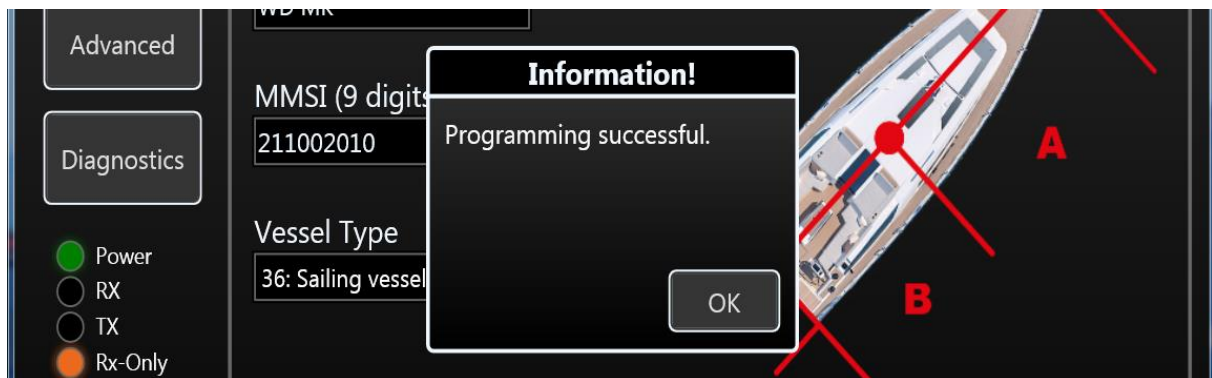 Advanced
Diagnostics
Power
RX
TX
Rx-Only
MMSI (9 digits
211002010
Vessel Type
36: Sailing vessel
Information!
Programming successful.
OK
A
B